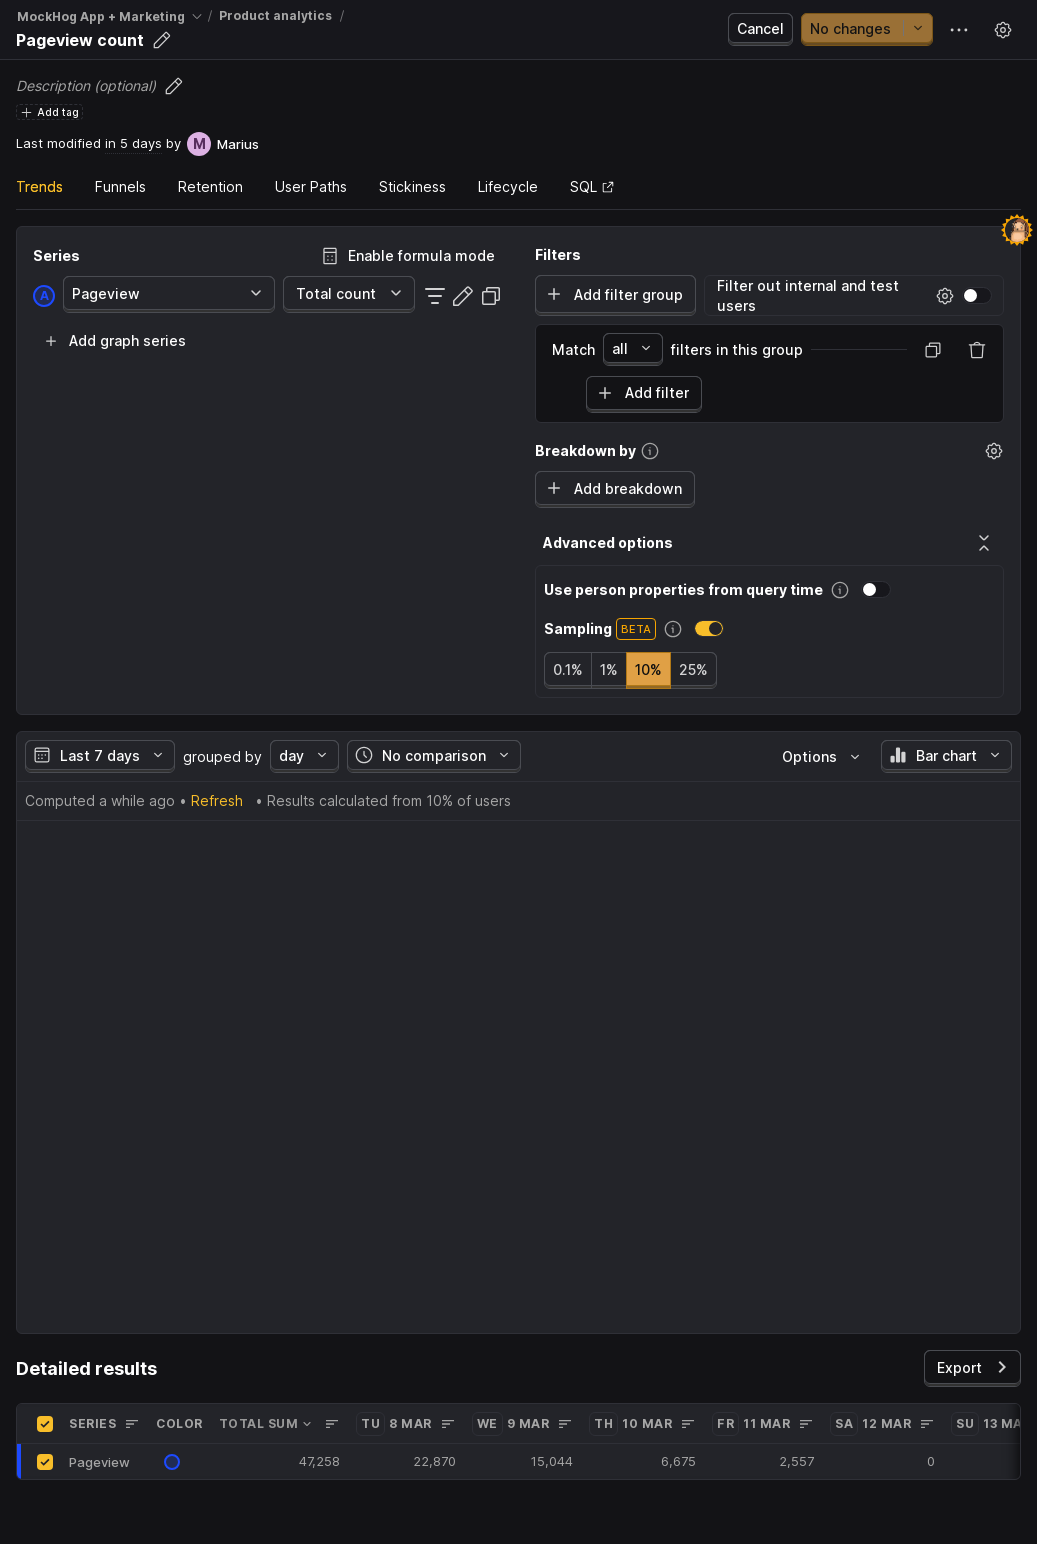 MockHog App + Marketing / Product analytics /
Pageview count
Cancel
No changes
Description (optional)
Add tag
Last modified in 5 days by M Marius
Trends Funnels Retention User Paths Stickiness Lifecycle SQL
Series
Enable formula mode
A Pageview Total count
Add graph series
Filters
Add filter group
Filter out internal and test
users
Match all filters in this group
Add filter
Breakdown by
Add breakdown
Advanced options
Use person properties from query time
Sampling BETA
0.1% 1% 10% 25%
Last 7 days grouped by day No comparison Options Bar chart
Computed a while ago • Refresh • Results calculated from 10% of users
Detailed results
Export
SERIES COLOR TOTAL SUM TU 8 MAR WE 9 MAR TH 10 MAR FR 11 MAR SA 12 MAR SU 13 MA
Pageview 47,258 22,870 15,044 6,675 2,557 0